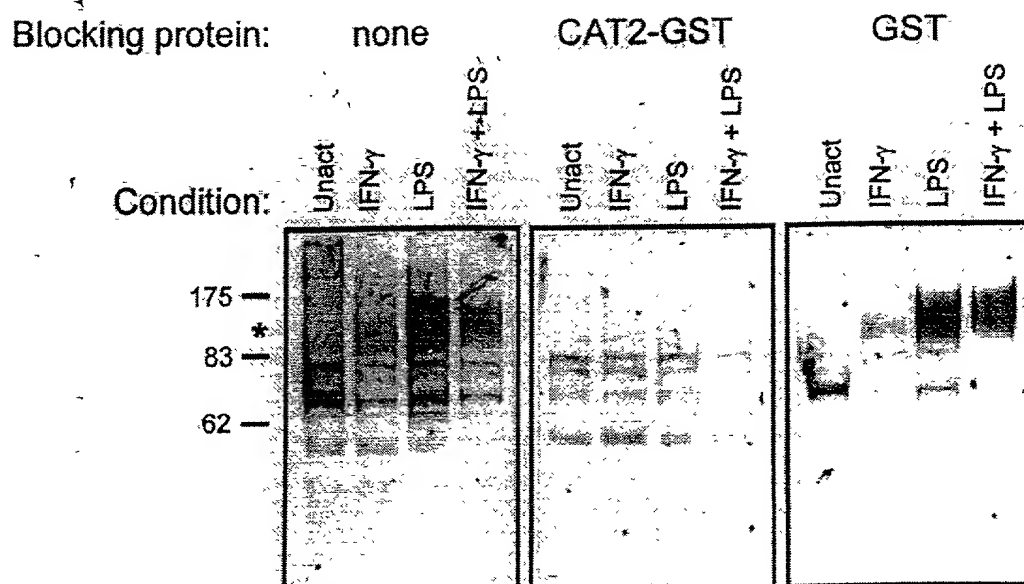 Blocking protein: none CAT2-GST GST
Condition: Unact IFN-γ LPS IFN-γ + LPS Unact IFN-γ LPS IFN-γ + LPS Unact IFN-γ LPS IFN-γ + LPS
175
*
83
62